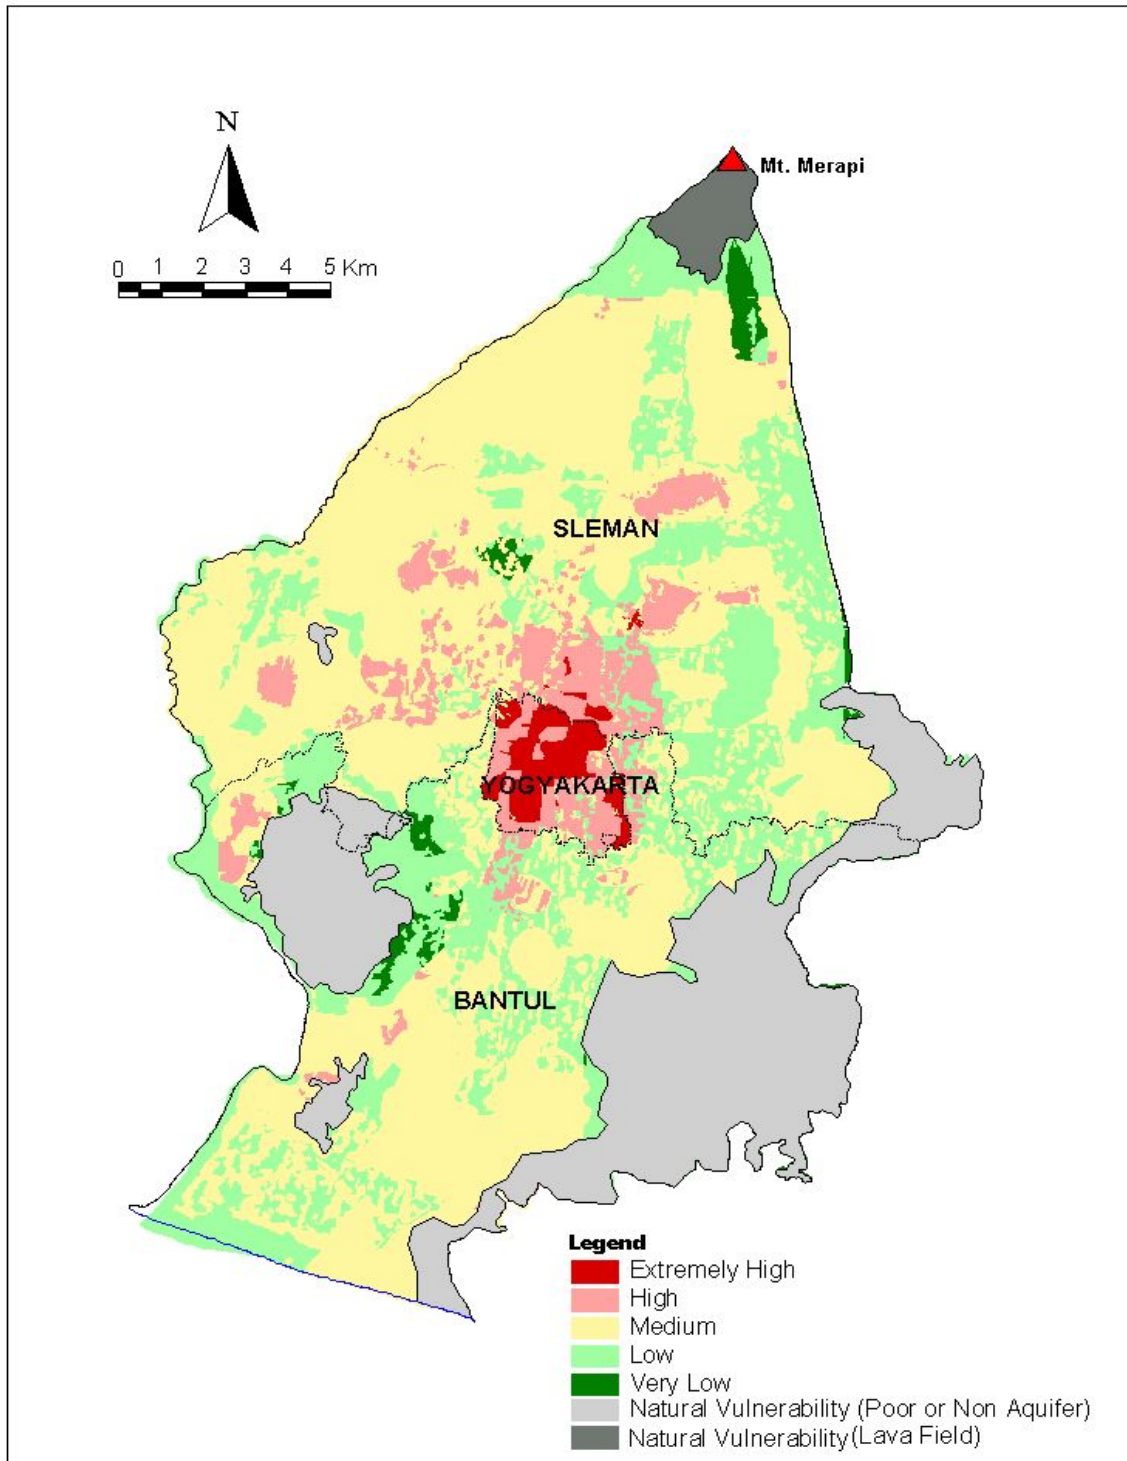 N
Mt. Merapi
0 1 2 3 4 5 Km
SLEMAN
YOGYAKARTA
BANTUL
Legend
Extremely High
High
Medium
Low
Very Low
Natural Vulnerability (Poor or Non Aquifer)
Natural Vulnerability (Lava Field)